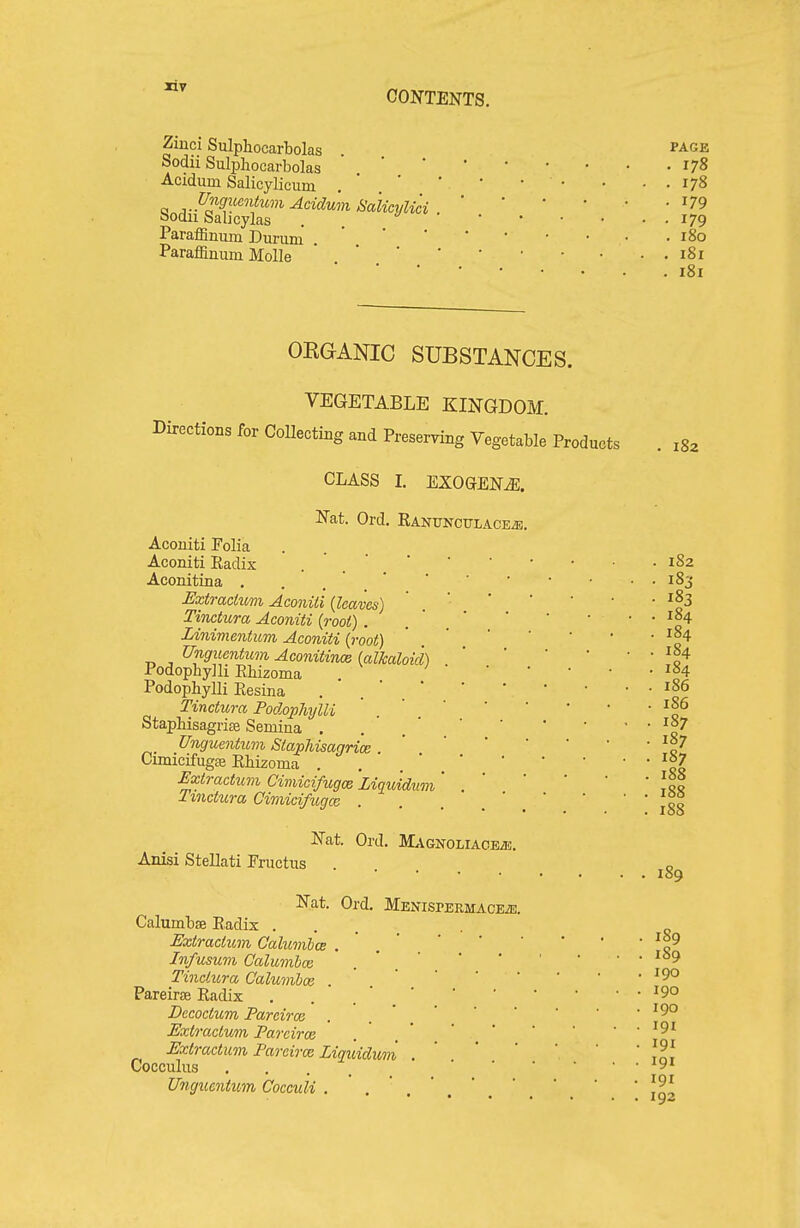 xiv
CONTENTS.
PAGE
Zinci Sulphocarbolas . . . 178
Sodii Sulphocarbolas . . . 178
Acidum Salicylicum . . . 179
Unguentum Acidum Salicylici . . . 179
Sodii Salicylas . . . 180
Paraffinum Durum . . . 181
Paraffinum Molle . . . 181
ORGANIC SUBSTANCES.
VEGETABLE KINGDOM.
Directions for Collecting and Preserving Vegetable Products . 182
CLASS I. EXOGENÆ.
Nat. Ord. RANUNCULACEÆ.
Aconiti Folia . . . 182
Aconiti Radix . . . 183
Aconitina . . . 183
Extractum Aconiti (leaves) . . . 184
Tinctura Aconiti (root) . . . 184
Linimentum Aconiti (root) . . . 184
Unguentum Aconitinæ (alkaloid) . . . 184
Podophylli Rhizoma . . . 186
Podophylli Resina . . . 186
Tinctura Podophylli . . . 187
Staphisagriæ Semina . . . 187
Unguentum Staphisagriæ . . . 187
Cimicifugæ Rhizoma . . . 188
Extractum Cimicifugæ Liquidum . . . 188
Tinctura Cimicifugæ . . . 188
Nat. Ord. MAGNOLIACEÆ.
Anisi Stellati Fructus . . . 189
Nat. Ord. MENISPERMACEÆ.
Calumbæ Radix . . . 189
Extractum Calumbæ . . . 189
Infusum Calumbæ . . . 190
Tinctura Calumbæ . . . 190
Pareiræ Radix . . . 190
Decoctum Pareiræ . . . 191
Extractum Pareiræ . . . 191
Extractum Pareiræ Liquidum . . . 191
Cocculus . . . 191
Unguentum Cocculi . . . 192